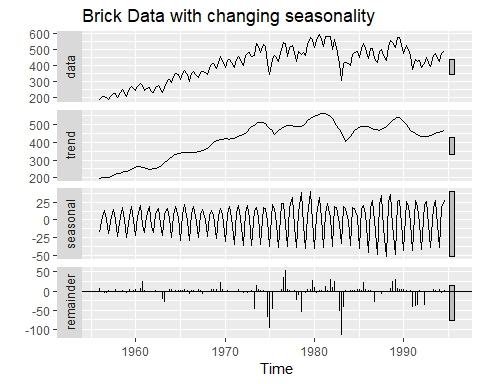 Brick Data with changing seasonality
600
500
400
300
200
data
500
400
300
200
trend
25
0
-25
-50
seasonal
50
0
-50
-100
remainder
1960 1970 1980 1990
Time